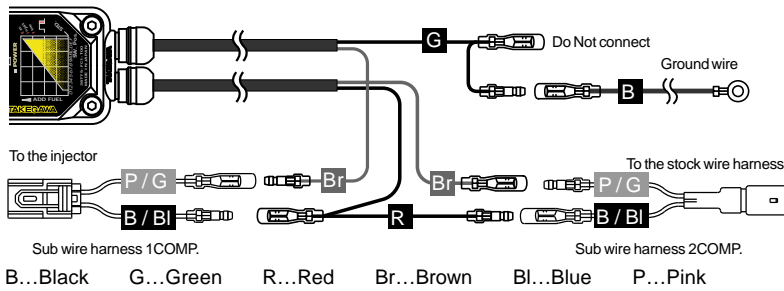 POWER
ADD FUEL
TAKEGAWA
G
Do Not connect
Ground wire
B
To the injector
P / G
Br
Br
To the stock wire harness
P / G
B / Bl
R
B / Bl
Sub wire harness 1COMP.
Sub wire harness 2COMP.
B…Black G…Green R…Red Br…Brown Bl…Blue P…Pink